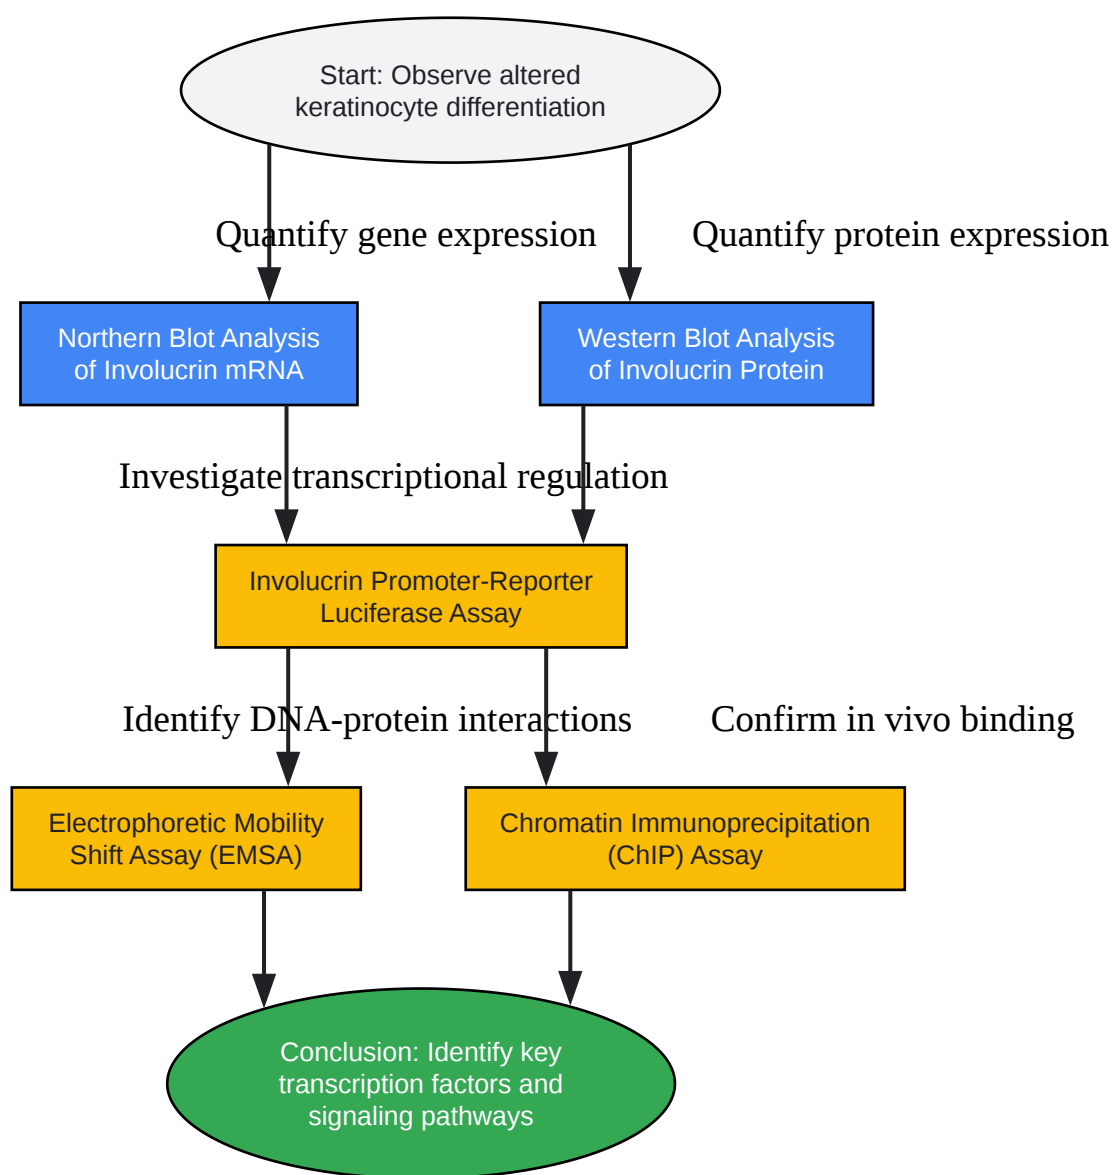 Start: Observe altered
keratinocyte differentiation
Quantify gene expression
Quantify protein expression
Northern Blot Analysis
of Involucrin mRNA
Western Blot Analysis
of Involucrin Protein
Investigate transcriptional regulation
Involucrin Promoter-Reporter
Luciferase Assay
Identify DNA-protein interactions
Confirm in vivo binding
Electrophoretic Mobility
Shift Assay (EMSA)
Chromatin Immunoprecipitation
(ChIP) Assay
Conclusion: Identify key
transcription factors and
signaling pathways